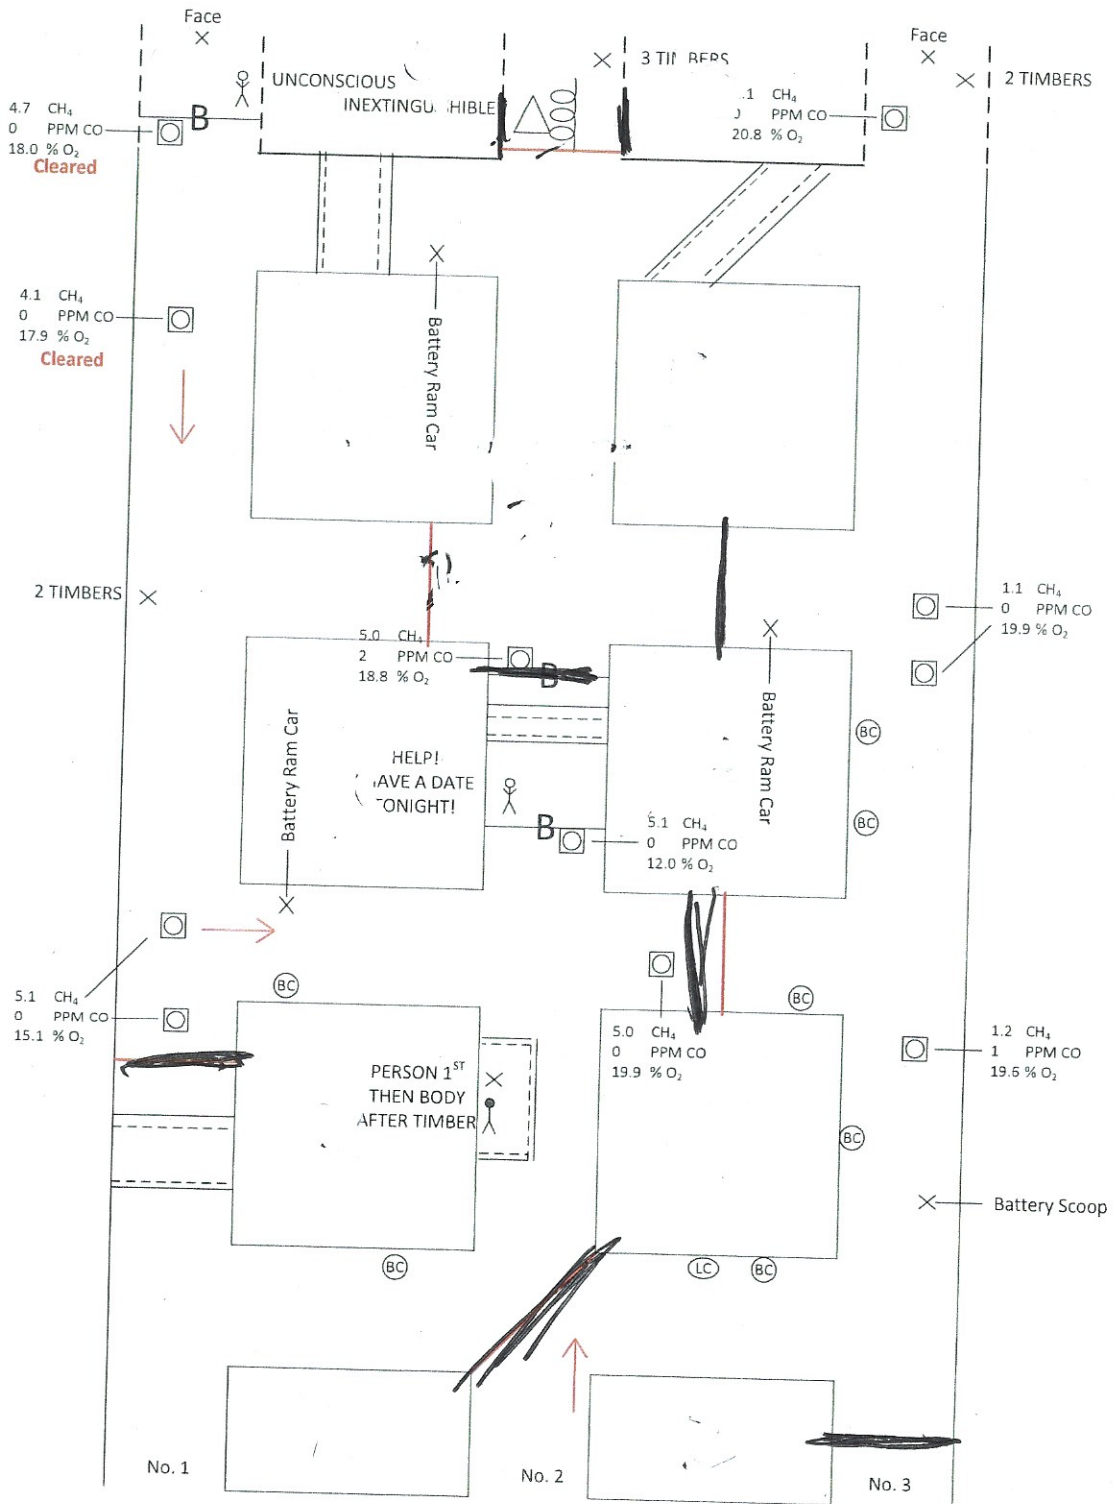 Face
UNCONSCIOUS
4.7 CH₄
0 PPM CO
18.0 % O₂
Cleared
B
Face
2 TIMBERS
CH₄
20.8 % O₂
4.1 CH₄
0 PPM CO
17.9 % O₂
Cleared
Battery Ram Car
2 TIMBERS
1.1 CH₄
0 PPM CO
19.9 % O₂
5.0 CH₄
2 PPM CO
18.8 % O₂
B
Battery Ram Car
HELP!
A DATE
Battery Ram Car
BC
BC
B
5.1 CH₄
0 PPM CO
12.0 % O₂
5.1 CH₄
0 PPM CO
15.1 % O₂
BC
BC
5.0 CH₄
0 PPM CO
19.9 % O₂
1.2 CH₄
1 PPM CO
19.6 % O₂
PERSON 1ST
THEN BODY
AFTER TIMBER
BC
Battery Scoop
BC
LC
BC
No. 1
No. 2
No. 3